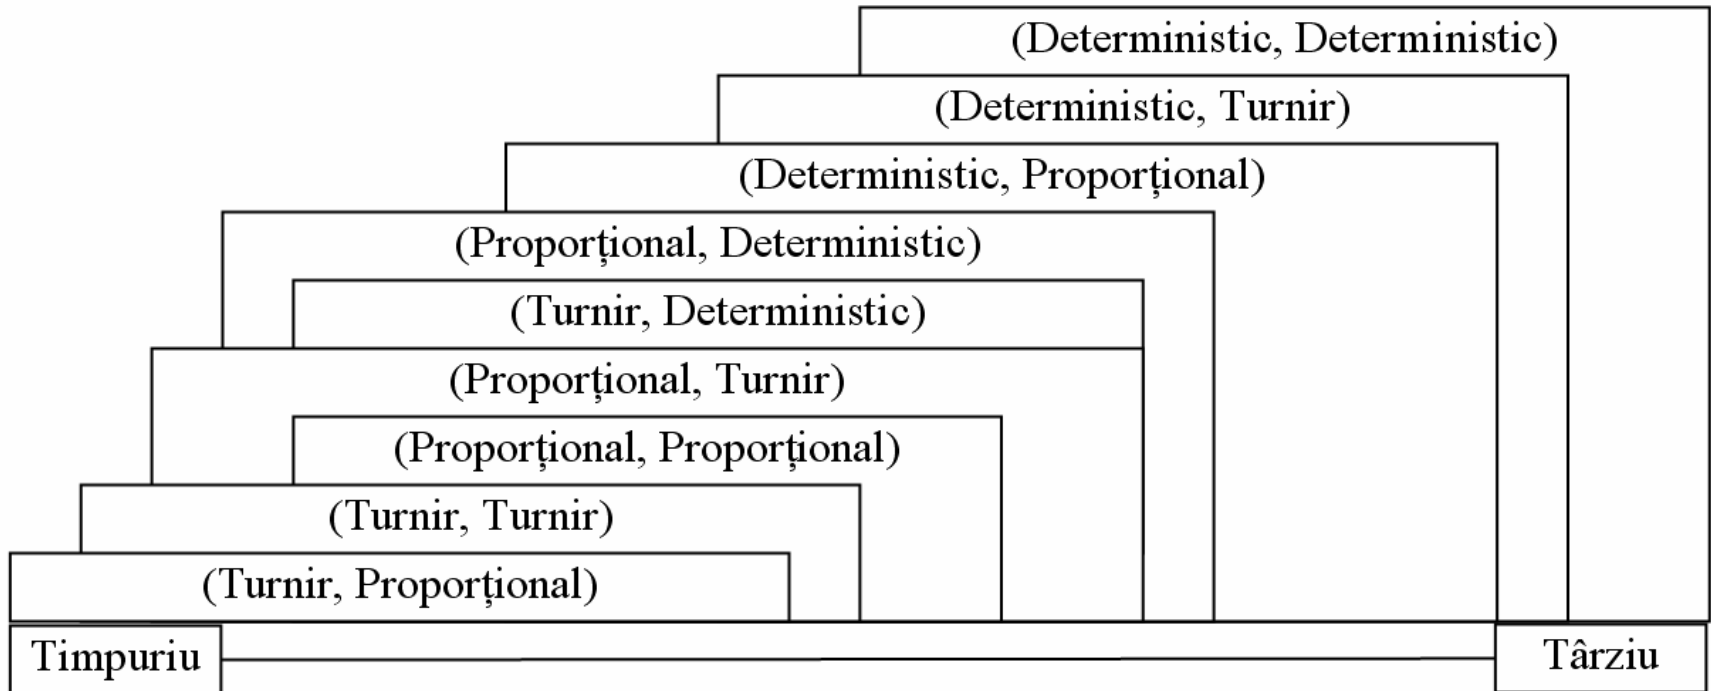 (Deterministic, Deterministic)
(Deterministic, Turnir)
(Deterministic, Proporțional)
(Proporțional, Deterministic)
(Turnir, Deterministic)
(Proporțional, Turnir)
(Proporțional, Proporțional)
(Turnir, Turnir)
(Turnir, Proporțional)
Timpuriu
Târziu